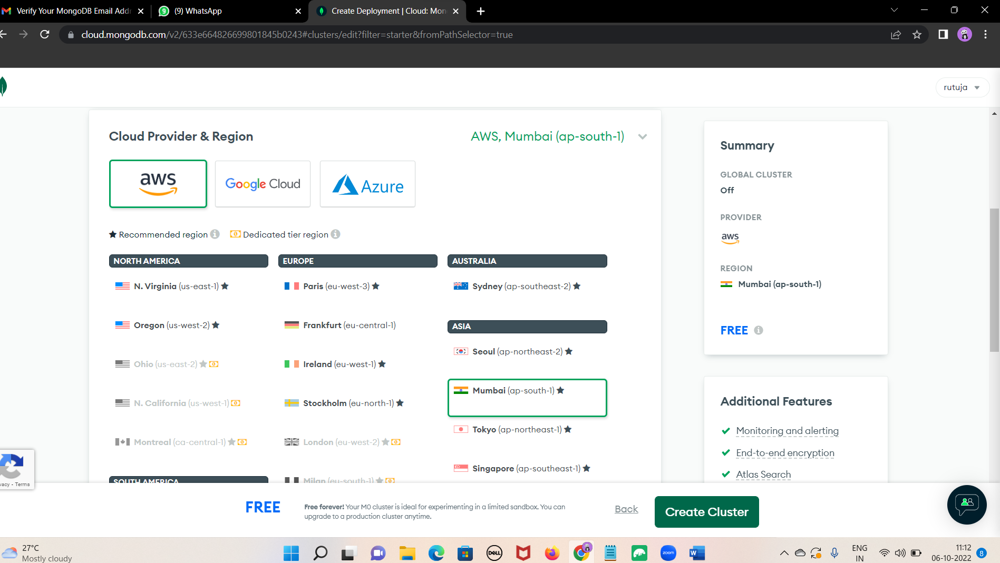 Verify Your MongoDB Email Addr
(9) WhatsApp
Create Deployment | Cloud: Mon
cloud.mongodb.com/v2/633e664826699801845b0243#clusters/edit?filter=starter&fromPathSelector=true
rutuja
Cloud Provider & Region
AWS, Mumbai (ap-south-1)
aws
Google Cloud
Azure
Recommended region
Dedicated tier region
NORTH AMERICA
N. Virginia (us-east-1)
Oregon (us-west-2)
Ohio (us-east-2)
N. California (us-west-1)
Montreal (ca-central-1)
SOUTH AMERICA
EUROPE
Paris (eu-west-3)
Frankfurt (eu-central-1)
Ireland (eu-west-1)
Stockholm (eu-north-1)
London (eu-west-2)
Milan (eu-south-1)
AUSTRALIA
Sydney (ap-southeast-2)
ASIA
Seoul (ap-northeast-2)
Mumbai (ap-south-1)
Tokyo (ap-northeast-1)
Singapore (ap-southeast-1)
Summary
GLOBAL CLUSTER
Off
PROVIDER
aws
REGION
Mumbai (ap-south-1)
FREE
Additional Features
Monitoring and alerting
End-to-end encryption
Atlas Search
vacy - Terms
FREE
Free forever! Your M0 cluster is ideal for experimenting in a limited sandbox. You can
upgrade to a production cluster anytime.
Back
Create Cluster
27°C
Mostly cloudy
DELL
zoom
W
ENG
IN
11:12
06-10-2022
8